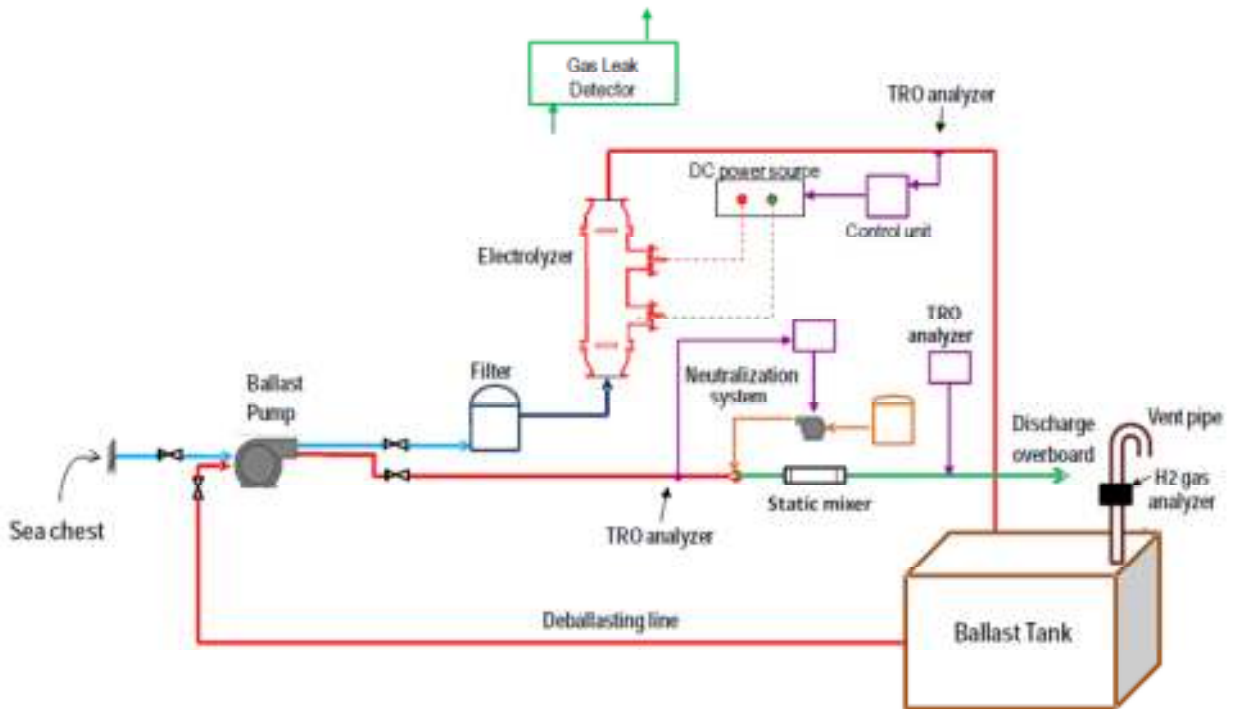 Gas Leak
Detector
TRO analyzer
DC power source
Control unit
Electrolyzer
TRO
analyzer
Neutralization
system
Filter
Ballast
Pump
Discharge
overboard
Vent pipe
H2 gas
analyzer
Static mixer
Sea chest
TRO analyzer
Deballasting line
Ballast Tank